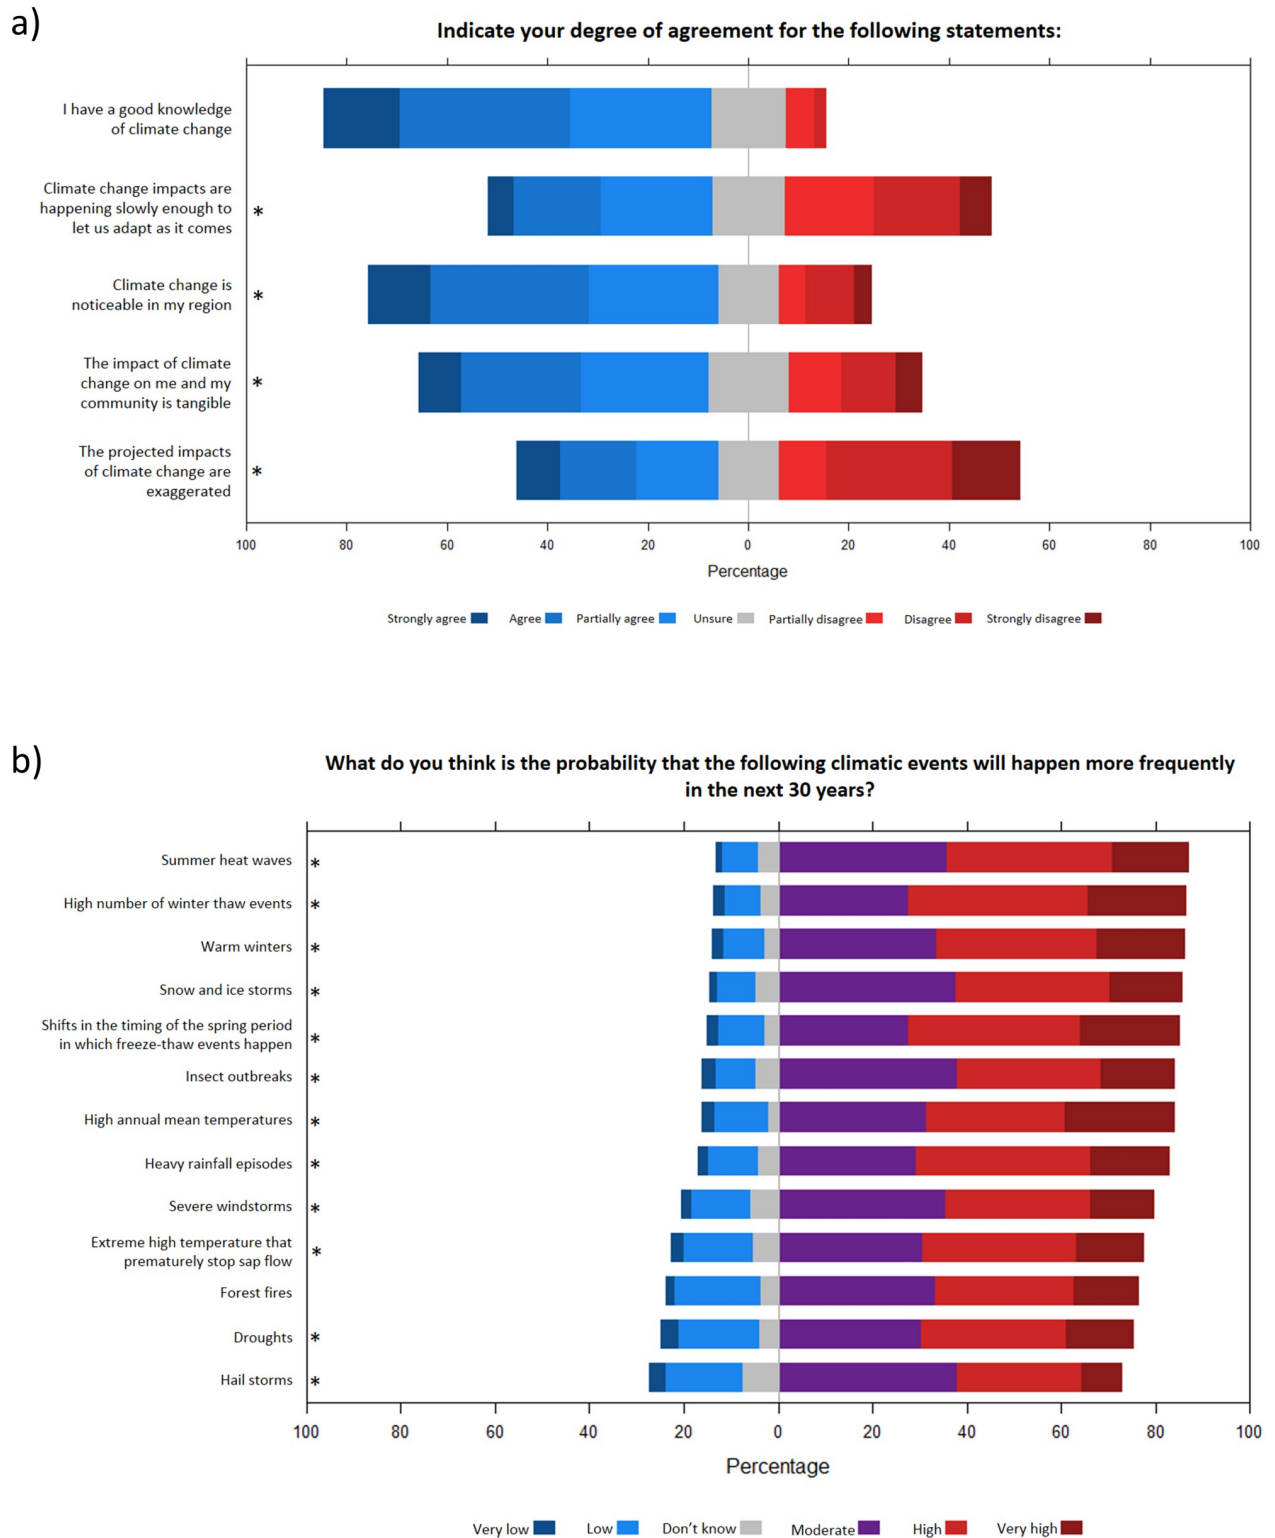 a)
Indicate your degree of agreement for the following statements:
I have a good knowledge
of climate change
Climate change impacts are
happening slowly enough to
let us adapt as it comes
*
Climate change is
noticeable in my region
*
The impact of climate
change on me and my
community is tangible
*
The projected impacts
of climate change are
exaggerated
*
100 80 60 40 20 0 20 40 60 80 100
Percentage
Strongly agree Agree Partially agree Unsure Partially disagree Disagree Strongly disagree
b)
What do you think is the probability that the following climatic events will happen more frequently
in the next 30 years?
Summer heat waves *
High number of winter thaw events *
Warm winters *
Snow and ice storms *
Shifts in the timing of the spring period
in which freeze-thaw events happen *
Insect outbreaks *
High annual mean temperatures *
Heavy rainfall episodes *
Severe windstorms *
Extreme high temperature that
prematurely stop sap flow *
Forest fires
Droughts *
Hail storms *
100 80 60 40 20 0 20 40 60 80 100
Percentage
Very low Low Don't know Moderate High Very high